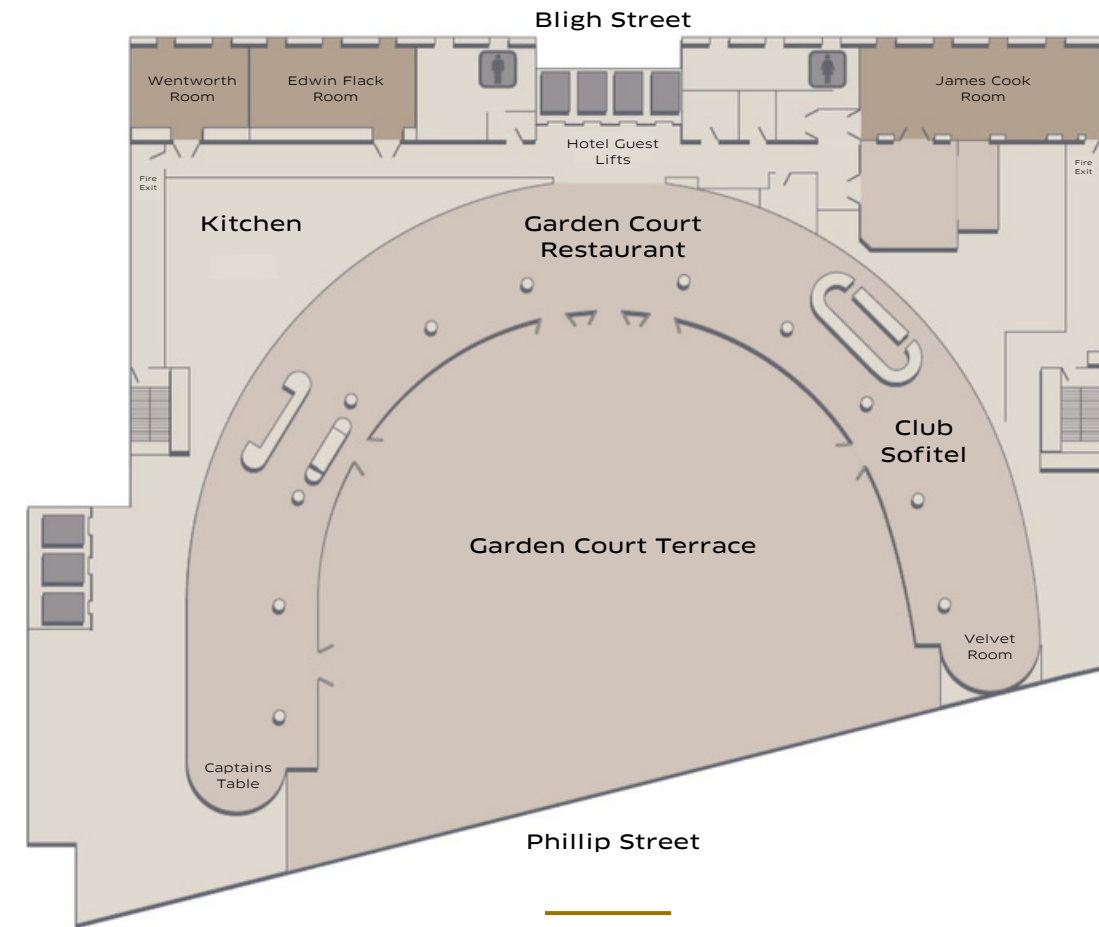 Bligh Street
Wentworth
Room
Edwin Flack
Room
James Cook
Room
Hotel Guest
Lifts
Fire
Exit
Fire
Exit
Kitchen
Garden Court
Restaurant
Club
Sofitel
Garden Court Terrace
Velvet
Room
Captains
Table
Phillip Street